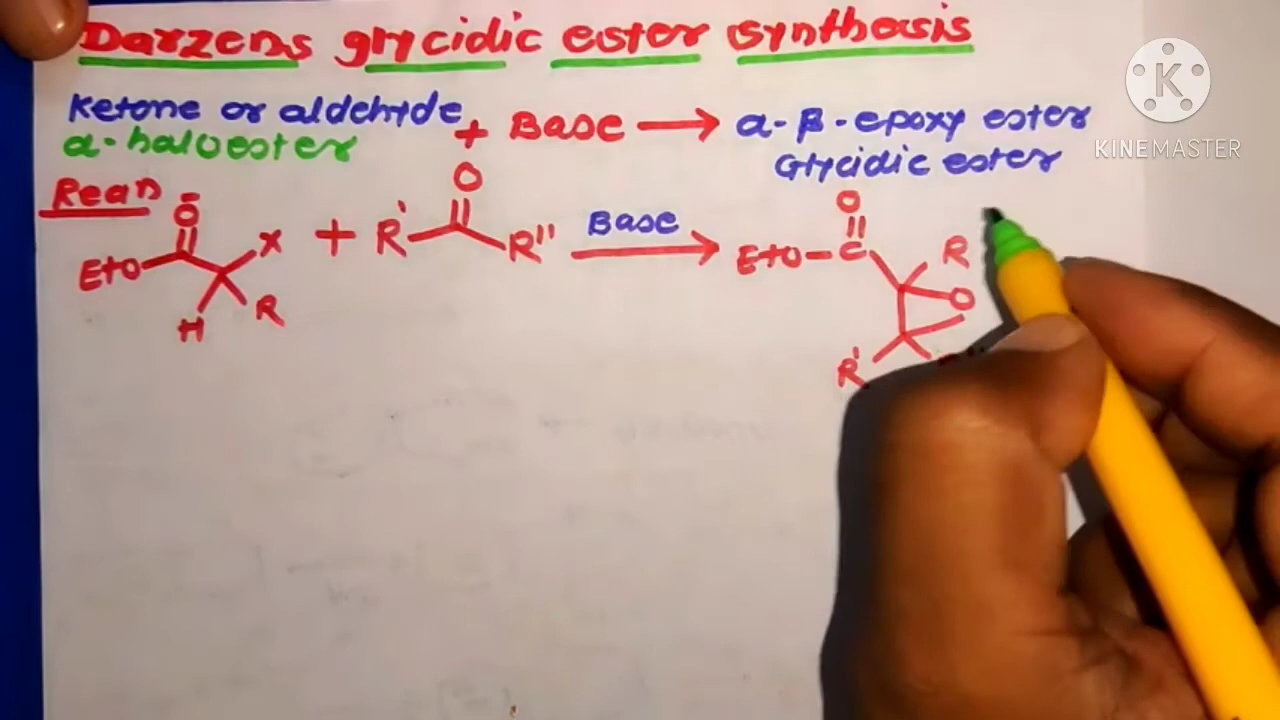 Darzens glycidic ester synthesis
Ketone or aldehyde
α-haloester
+ Base → α-β-epoxy ester
Glycidic ester
Reaⁿ
O
EtO
X
H
R
+
R'
O
R"
Base
O
EtO-C
R
O
R'
K
KINEMASTER